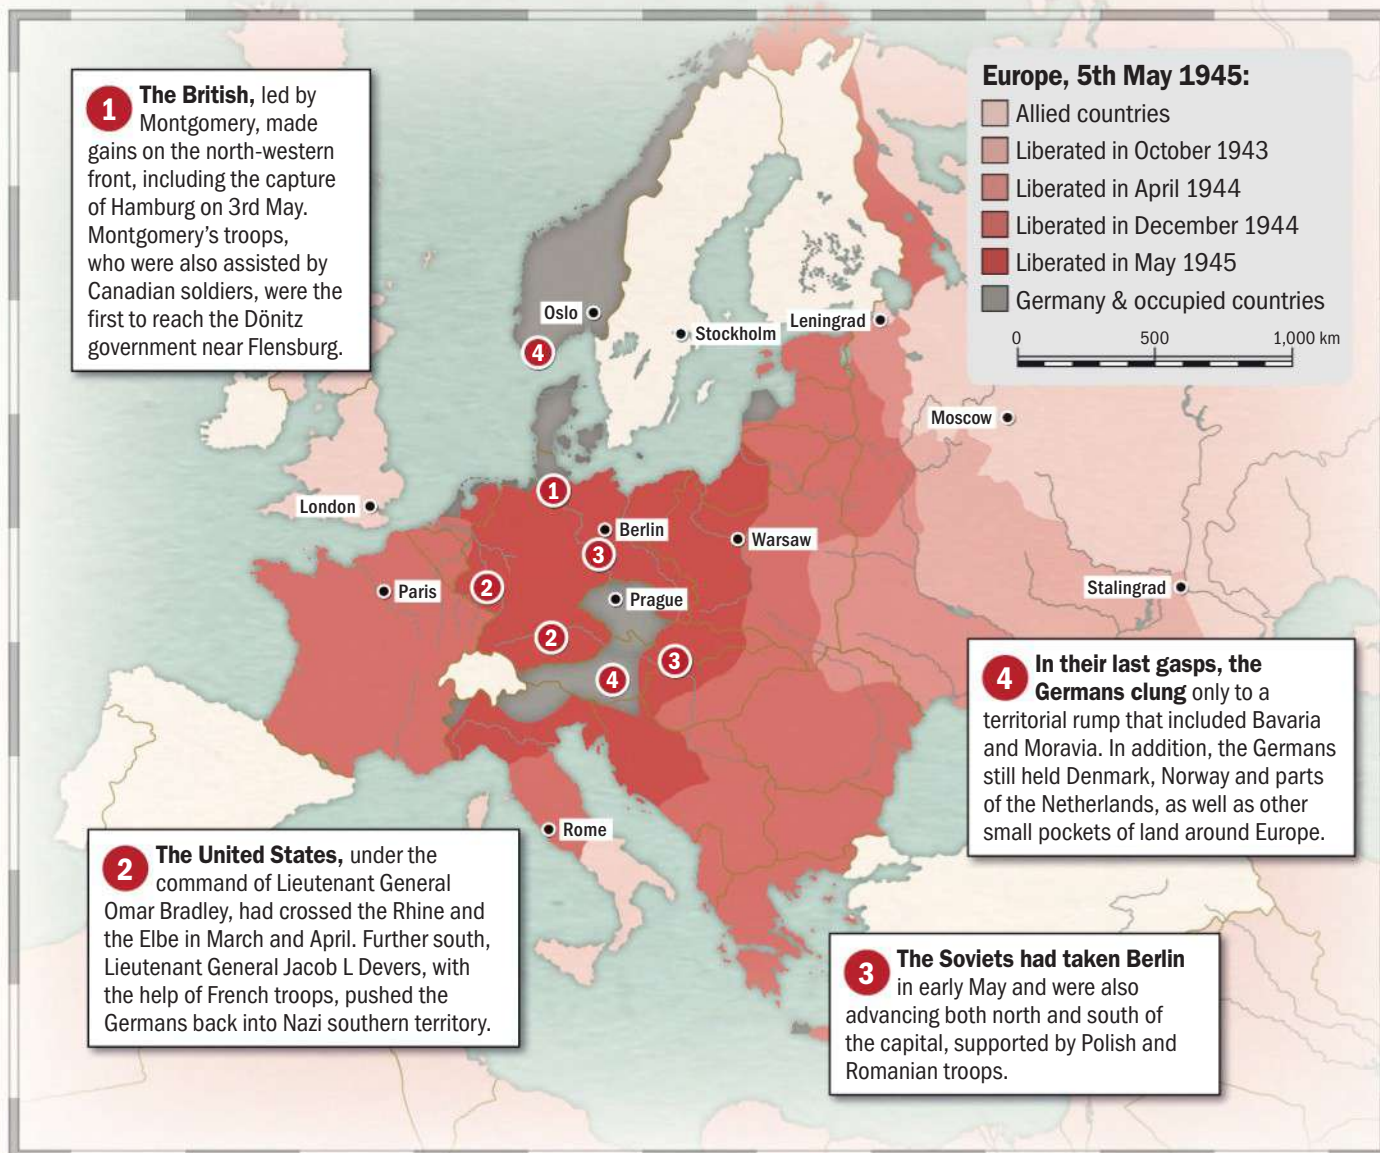 1
The British, led by
Montgomery, made
gains on the north-western
front, including the capture
of Hamburg on 3rd May.
Montgomery's troops,
who were also assisted by
Canadian soldiers, were the
first to reach the Dönitz
government near Flensburg.
Europe, 5th May 1945:
Allied countries
Liberated in October 1943
Liberated in April 1944
Liberated in December 1944
Liberated in May 1945
Germany & occupied countries
0 500 1,000 km
Oslo
Stockholm
Leningrad
4
Moscow
1
London
Berlin
Warsaw
3
2
Paris
Prague
Stalingrad
2
3
4
Rome
4
In their last gasps, the
Germans clung only to a
territorial rump that included Bavaria
and Moravia. In addition, the Germans
still held Denmark, Norway and parts
of the Netherlands, as well as other
small pockets of land around Europe.
2
The United States, under the
command of Lieutenant General
Omar Bradley, had crossed the Rhine and
the Elbe in March and April. Further south,
Lieutenant General Jacob L Devers, with
the help of French troops, pushed the
Germans back into Nazi southern territory.
3
The Soviets had taken Berlin
in early May and were also
advancing both north and south of
the capital, supported by Polish and
Romanian troops.